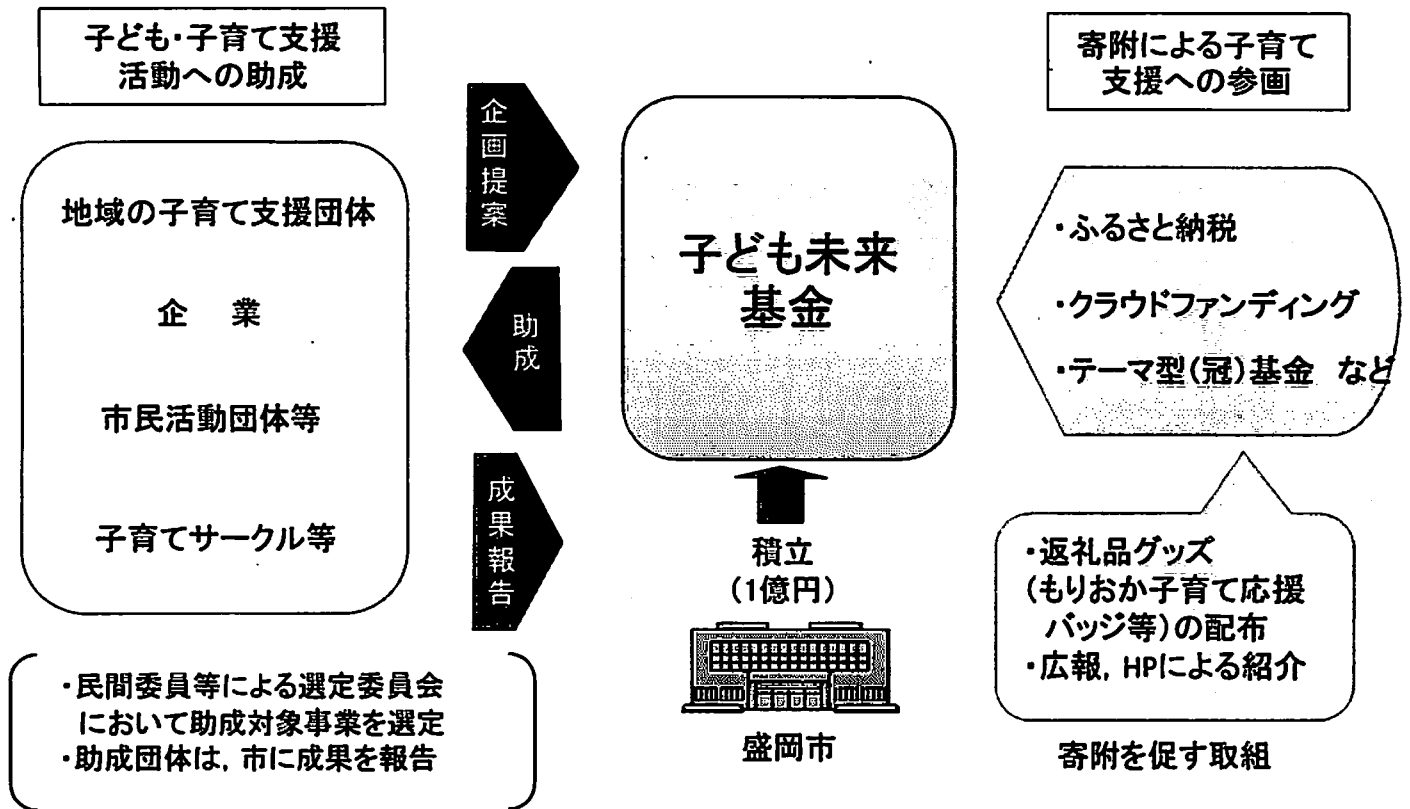 子ども・子育て支援
活動への助成
地域の子育て支援団体
企　業
市民活動団体等
子育てサークル等
・民間委員等による選定委員会
において助成対象事業を選定
・助成団体は，市に成果を報告
企画提案
助成
成果報告
子ども未来
基金
積立
（1億円）
盛岡市
寄附による子育て
支援への参画
・ふるさと納税
・クラウドファンディング
・テーマ型（冠）基金　など
・返礼品グッズ
（もりおか子育て応援
バッジ等）の配布
・広報，HPによる紹介
寄附を促す取組